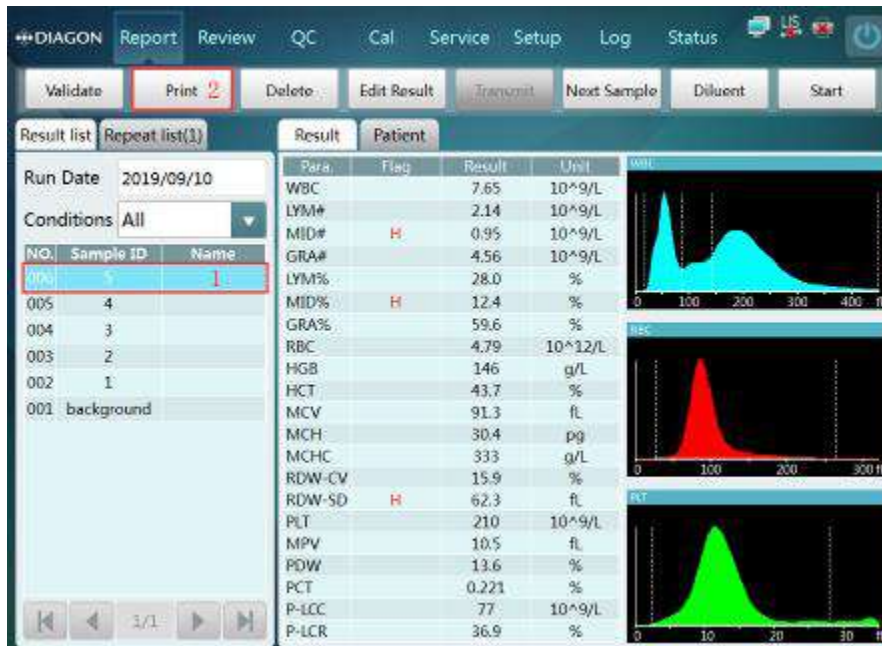 DIAGON Report Review QC Cal Service Setup Log Status LIS
Validate Print 2 Delete Edit Result Transmit Next Sample Diluent Start
Result list Repeat list(1) Result Patient
Run Date 2019/09/10
Conditions All
NO. Sample ID Name
006 5 1
005 4
004 3
003 2
002 1
001 background
1/1
Para. Flag Result Unit
WBC 7.65 10^9/L
LYM# 2.14 10^9/L
MID# H 0.95 10^9/L
GRA# 4.56 10^9/L
LYM% 28.0 %
MID% H 12.4 %
GRA% 59.6 %
RBC 4.79 10^12/L
HGB 146 g/L
HCT 43.7 %
MCV 91.3 fL
MCH 30.4 pg
MCHC 333 g/L
RDW-CV 15.9 %
RDW-SD H 62.3 fL
PLT 210 10^9/L
MPV 10.5 fL
PDW 13.6 %
PCT 0.221 %
P-LCC 77 10^9/L
P-LCR 36.9 %
WBC
0 100 200 300 400 fl
RBC
0 100 200 300 fl
PLT
0 10 20 30 fl